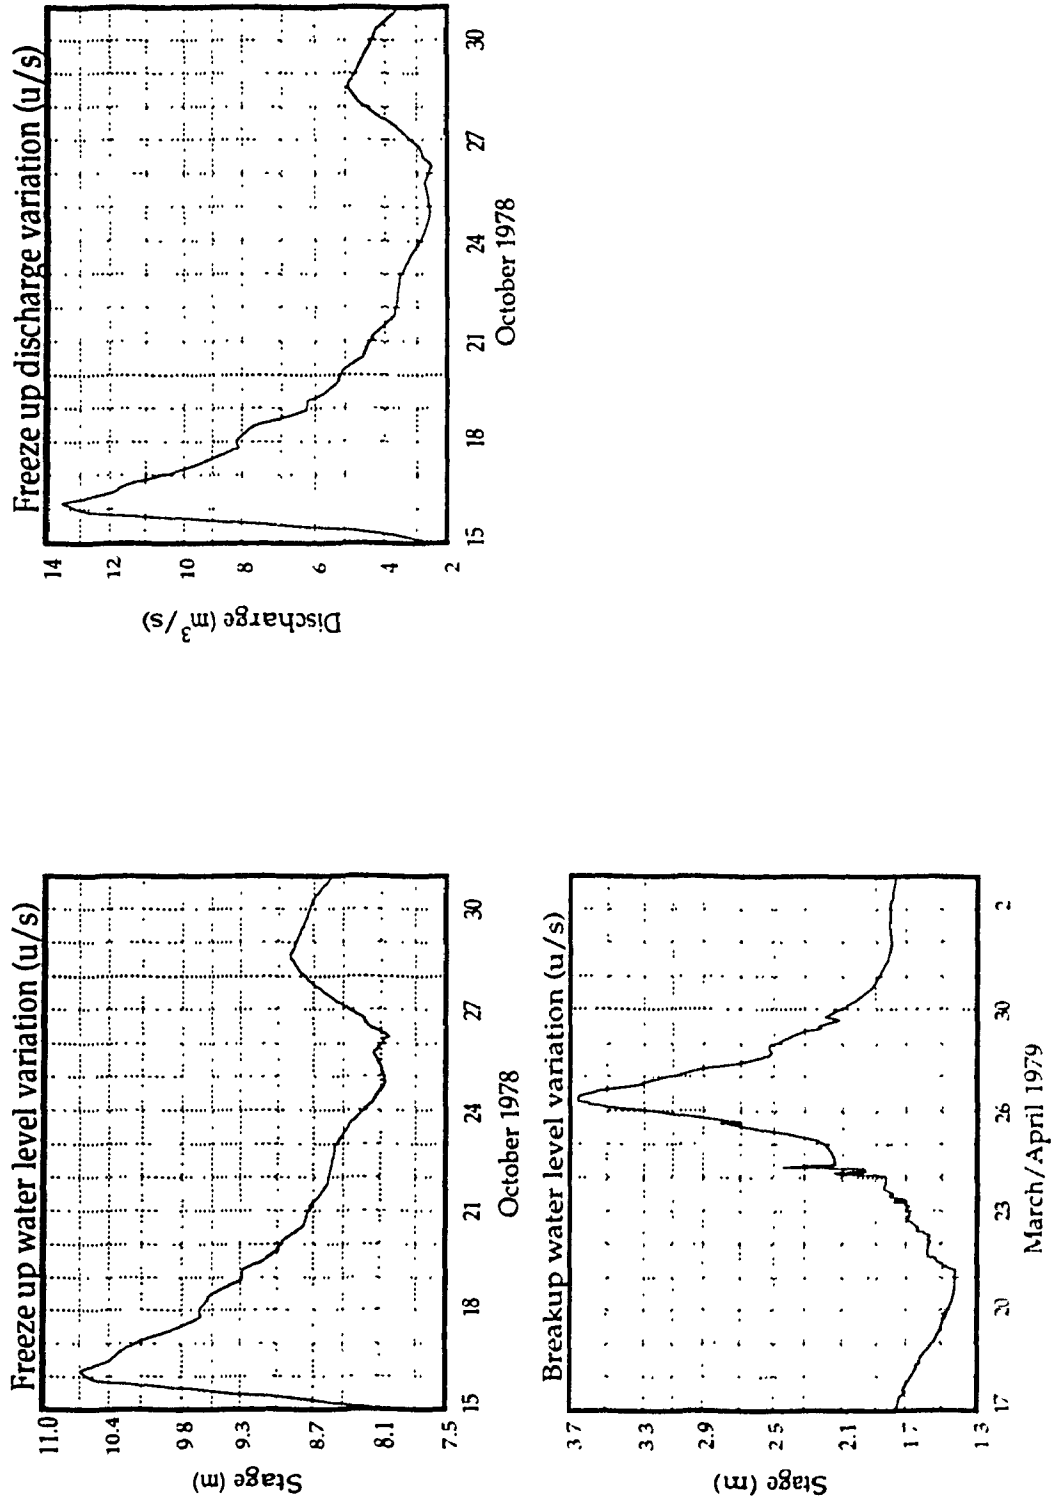 Freeze up water level variation (u/s)
Stage (m)
11.0
10.4
9.8
9.3
8.7
8.1
7.5
15 18 21 24 27 30
October 1978
Freeze up discharge variation (u/s)
Discharge (m³/s)
14
12
10
8
6
4
2
15 18 21 24 27 30
October 1978
Breakup water level variation (u/s)
Stage (m)
3.7
3.3
2.9
2.5
2.1
1.7
1.3
17 20 23 26 30 2
March/April 1979